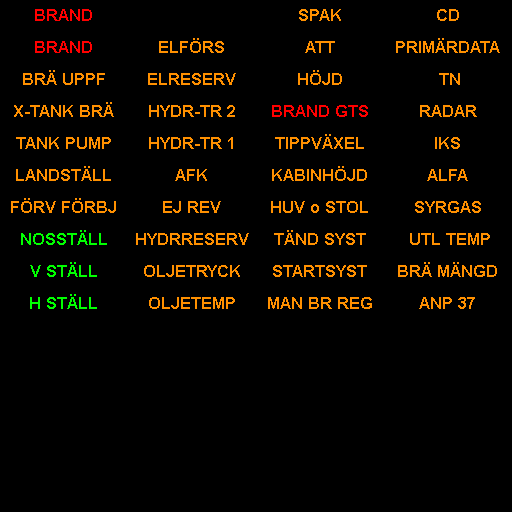 BRAND SPAK CD
BRAND ELFÖRS ATT PRIMÄRDATA
BRÄ UPPF ELRESERV HÖJD TN
X-TANK BRÄ HYDR-TR 2 BRAND GTS RADAR
TANK PUMP HYDR-TR 1 TIPPVÄXEL IKS
LANDSTÄLL AFK KABINHÖJD ALFA
FÖRV FÖRBJ EJ REV HUV o STOL SYRGAS
NOSSTÄLL HYDRRESERV TÄND SYST UTL TEMP
V STÄLL OLJETRYCK STARTSYST BRÄ MÄNGD
H STÄLL OLJETEMP MAN BR REG ANP 37